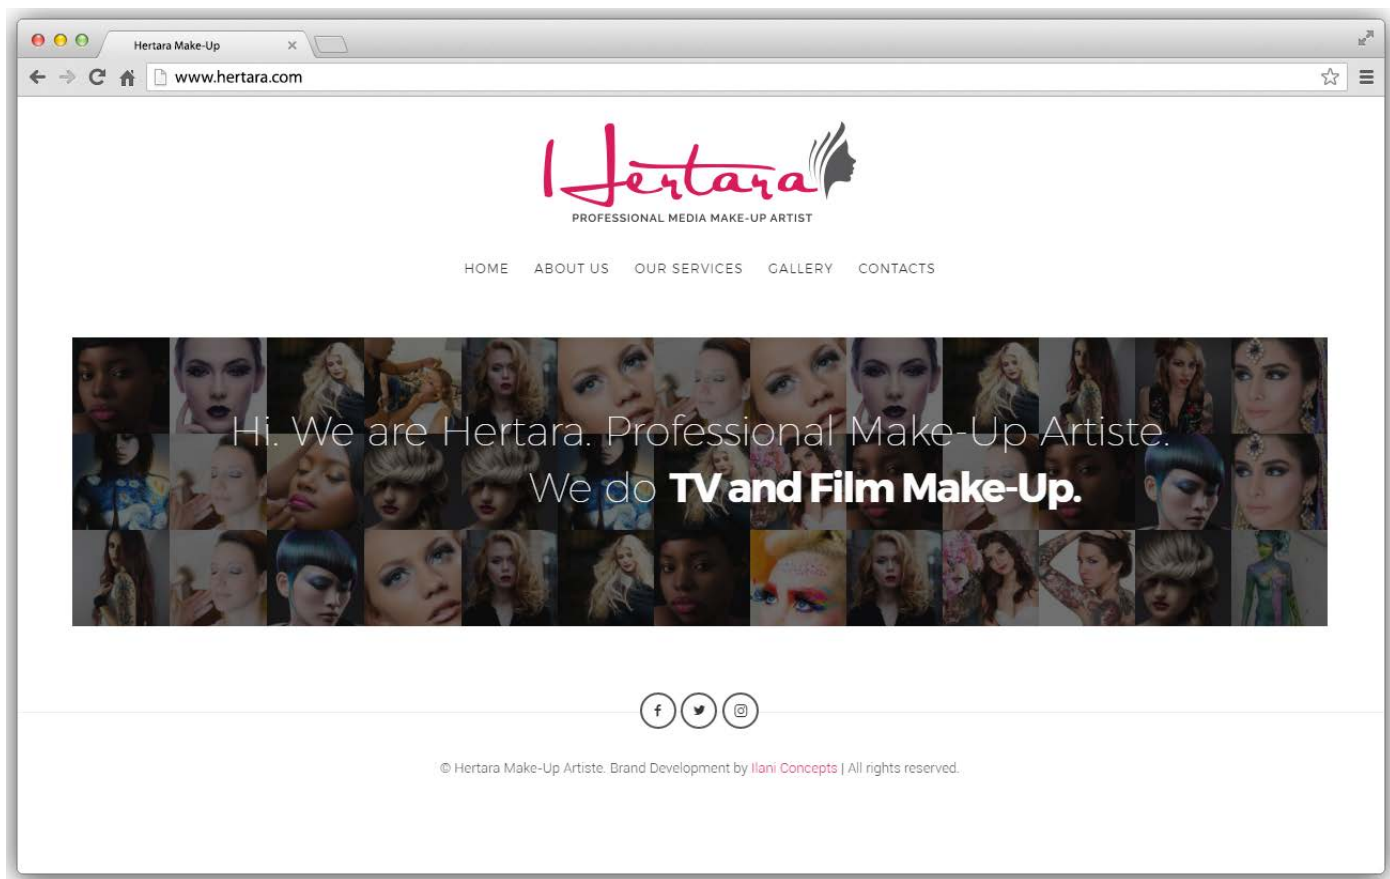 Hertara Make-Up
www.hertara.com
Hertara
PROFESSIONAL MEDIA MAKE-UP ARTIST
HOME ABOUT US OUR SERVICES GALLERY CONTACTS
Hi. We are Hertara. Professional Make-Up Artiste.
We do TV and Film Make-Up.
© Hertara Make-Up Artiste. Brand Development by Ilani Concepts | All rights reserved.